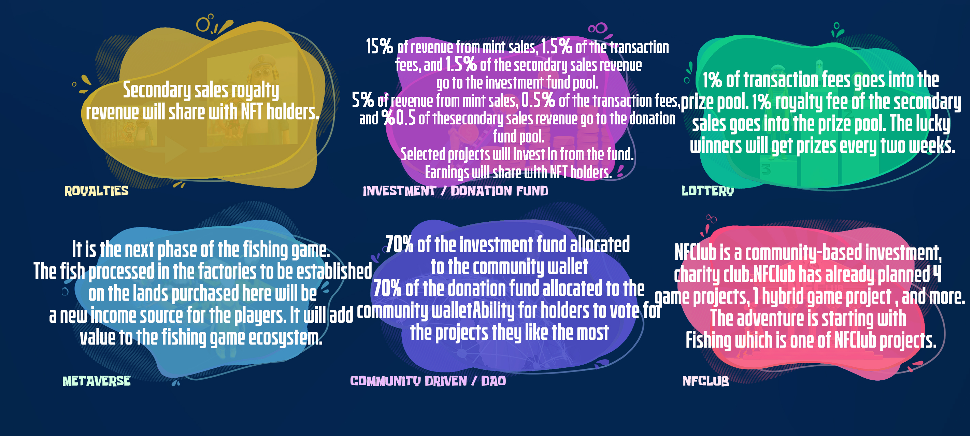 Secondary sales royalty
revenue will share with NFT holders.
ROYALTIES
15% of revenue from mint sales, 1.5% of the transaction
fees, and 1.5% of the secondary sales revenue
go to the investment fund pool.
5% of revenue from mint sales, 0.5% of the transaction fees,
and %0.5 of thesecondary sales revenue go to the donation
fund pool.
Selected projects will invest in from the fund.
Earnings will share with NFT holders.
INVESTMENT / DONATION FUND
1% of transaction fees goes into the
prize pool. 1% royalty fee of the secondary
sales goes into the prize pool. The lucky
winners will get prizes every two weeks.
LOTTERY
It is the next phase of the fishing game.
The fish processed in the factories to be established
on the lands purchased here will be
a new income source for the players. It will add
value to the fishing game ecosystem.
METAVERSE
70% of the investment fund allocated
to the community wallet
70% of the donation fund allocated to the
community walletAbility for holders to vote for
the projects they like the most
COMMUNITY DRIVEN / DAO
NFClub is a community-based investment,
charity club.NFClub has already planned 4
game projects, 1 hybrid game project , and more.
The adventure is starting with
Fishing which is one of NFClub projects.
NFCLUB